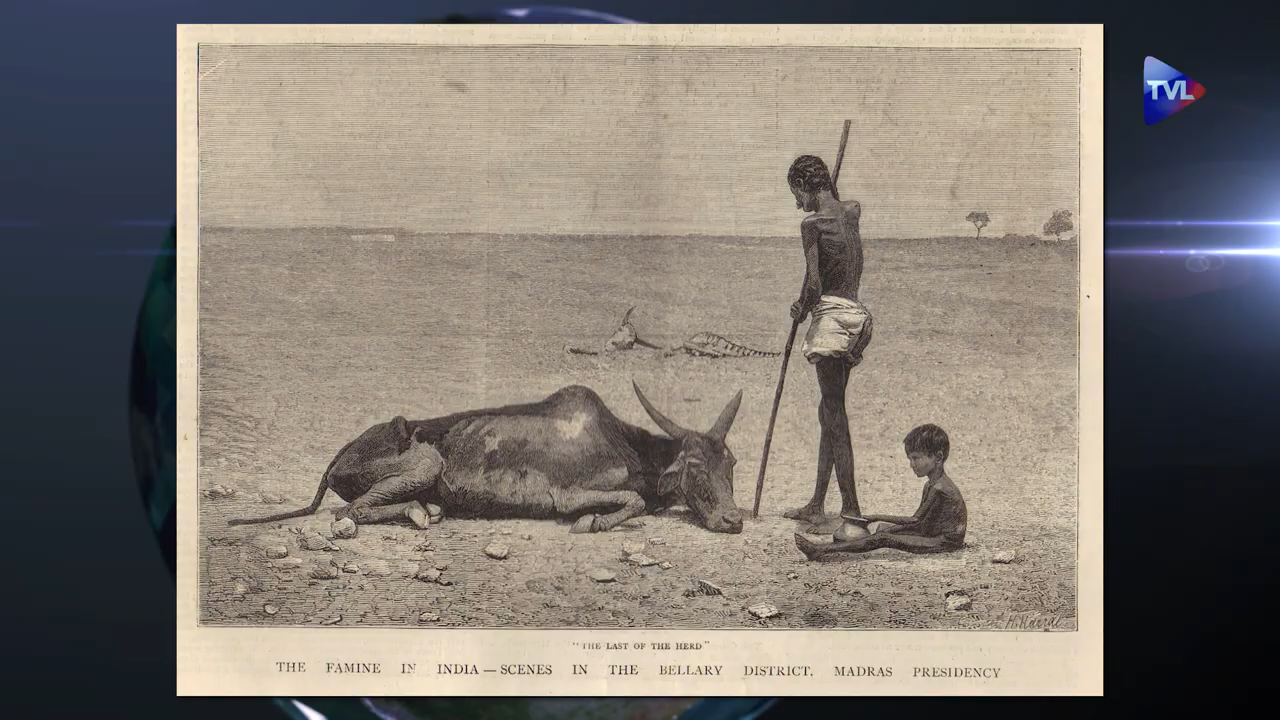 TVL
"THE LAST OF THE HERD"
THE FAMINE IN INDIA — SCENES IN THE BELLARY DISTRICT, MADRAS PRESIDENCY